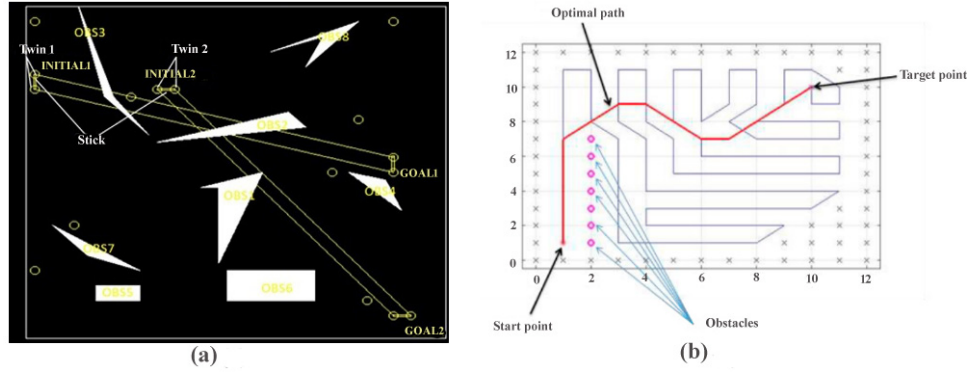 OBS3
OBS8
Twin 1
Twin 2
INITIAL1
INITIAL2
Stick
OBS2
GOAL1
OBS1
OBS4
OBS7
OBS5
OBS6
GOAL2
(a)
Optimal path
Target point
12
10
8
6
4
2
0
0 2 4 6 8 10 12
Start point
Obstacles
(b)